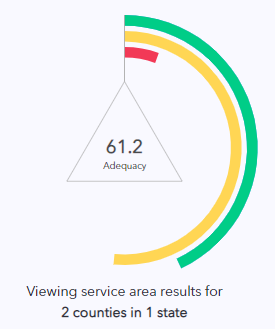 61.2
Adequacy
Viewing service area results for
2 counties in 1 state